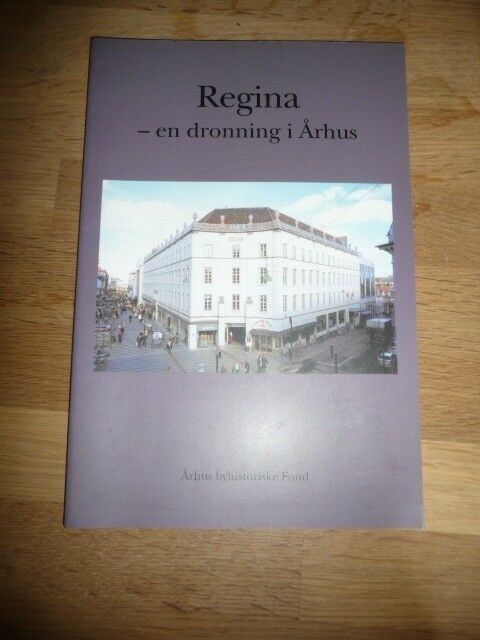 Regina
– en dronning i Århus
Århus byhistoriske Fond